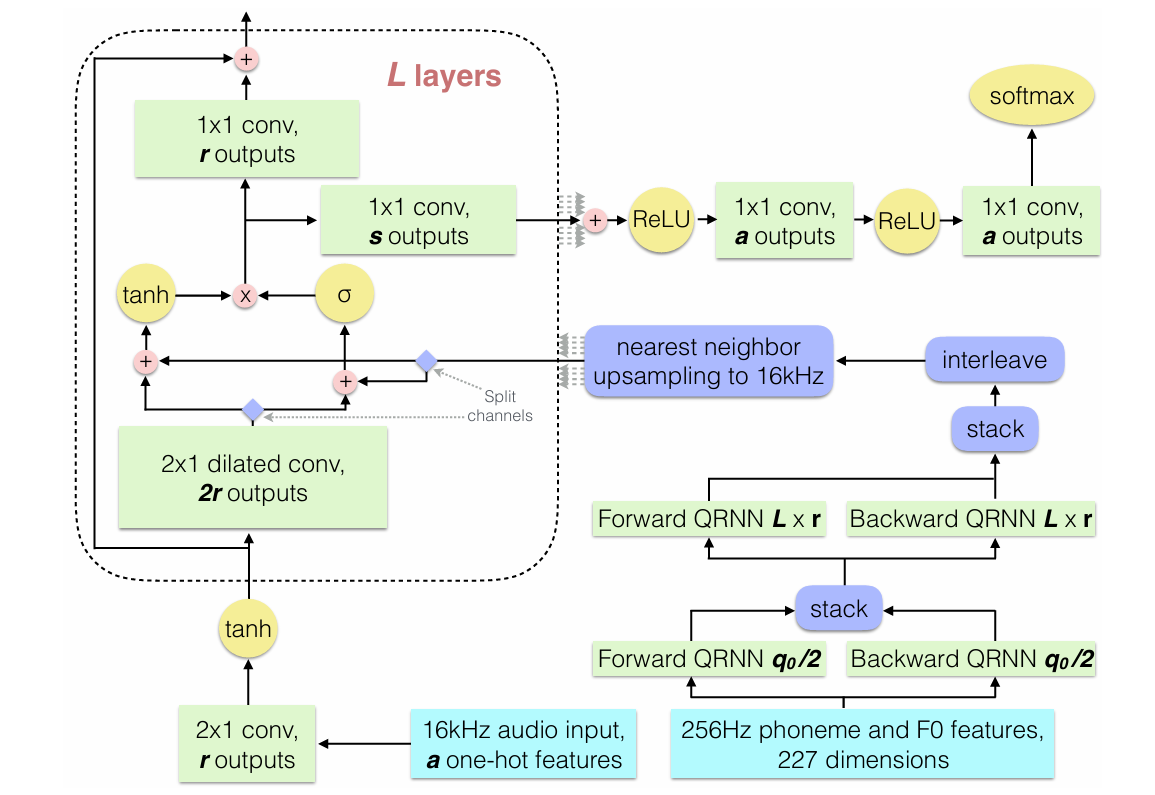 L layers
+
1x1 conv,
r outputs
softmax
1x1 conv,
s outputs
+
ReLU
1x1 conv,
a outputs
ReLU
1x1 conv,
a outputs
tanh
x
σ
+
+
Split
channels
nearest neighbor
upsampling to 16kHz
interleave
stack
2x1 dilated conv,
2r outputs
Forward QRNN L x r
Backward QRNN L x r
stack
tanh
Forward QRNN q₀/2
Backward QRNN q₀/2
2x1 conv,
r outputs
16kHz audio input,
a one-hot features
256Hz phoneme and F0 features,
227 dimensions